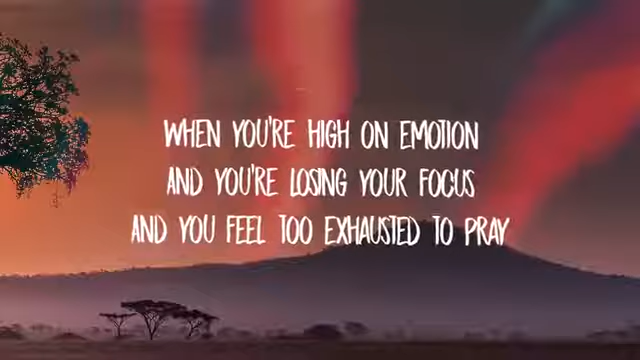 WHEN YOU'RE HIGH ON EMOTION
AND YOU'RE LOSING YOUR FOCUS
AND YOU FEEL TOO EXHAUSTED TO PRAY